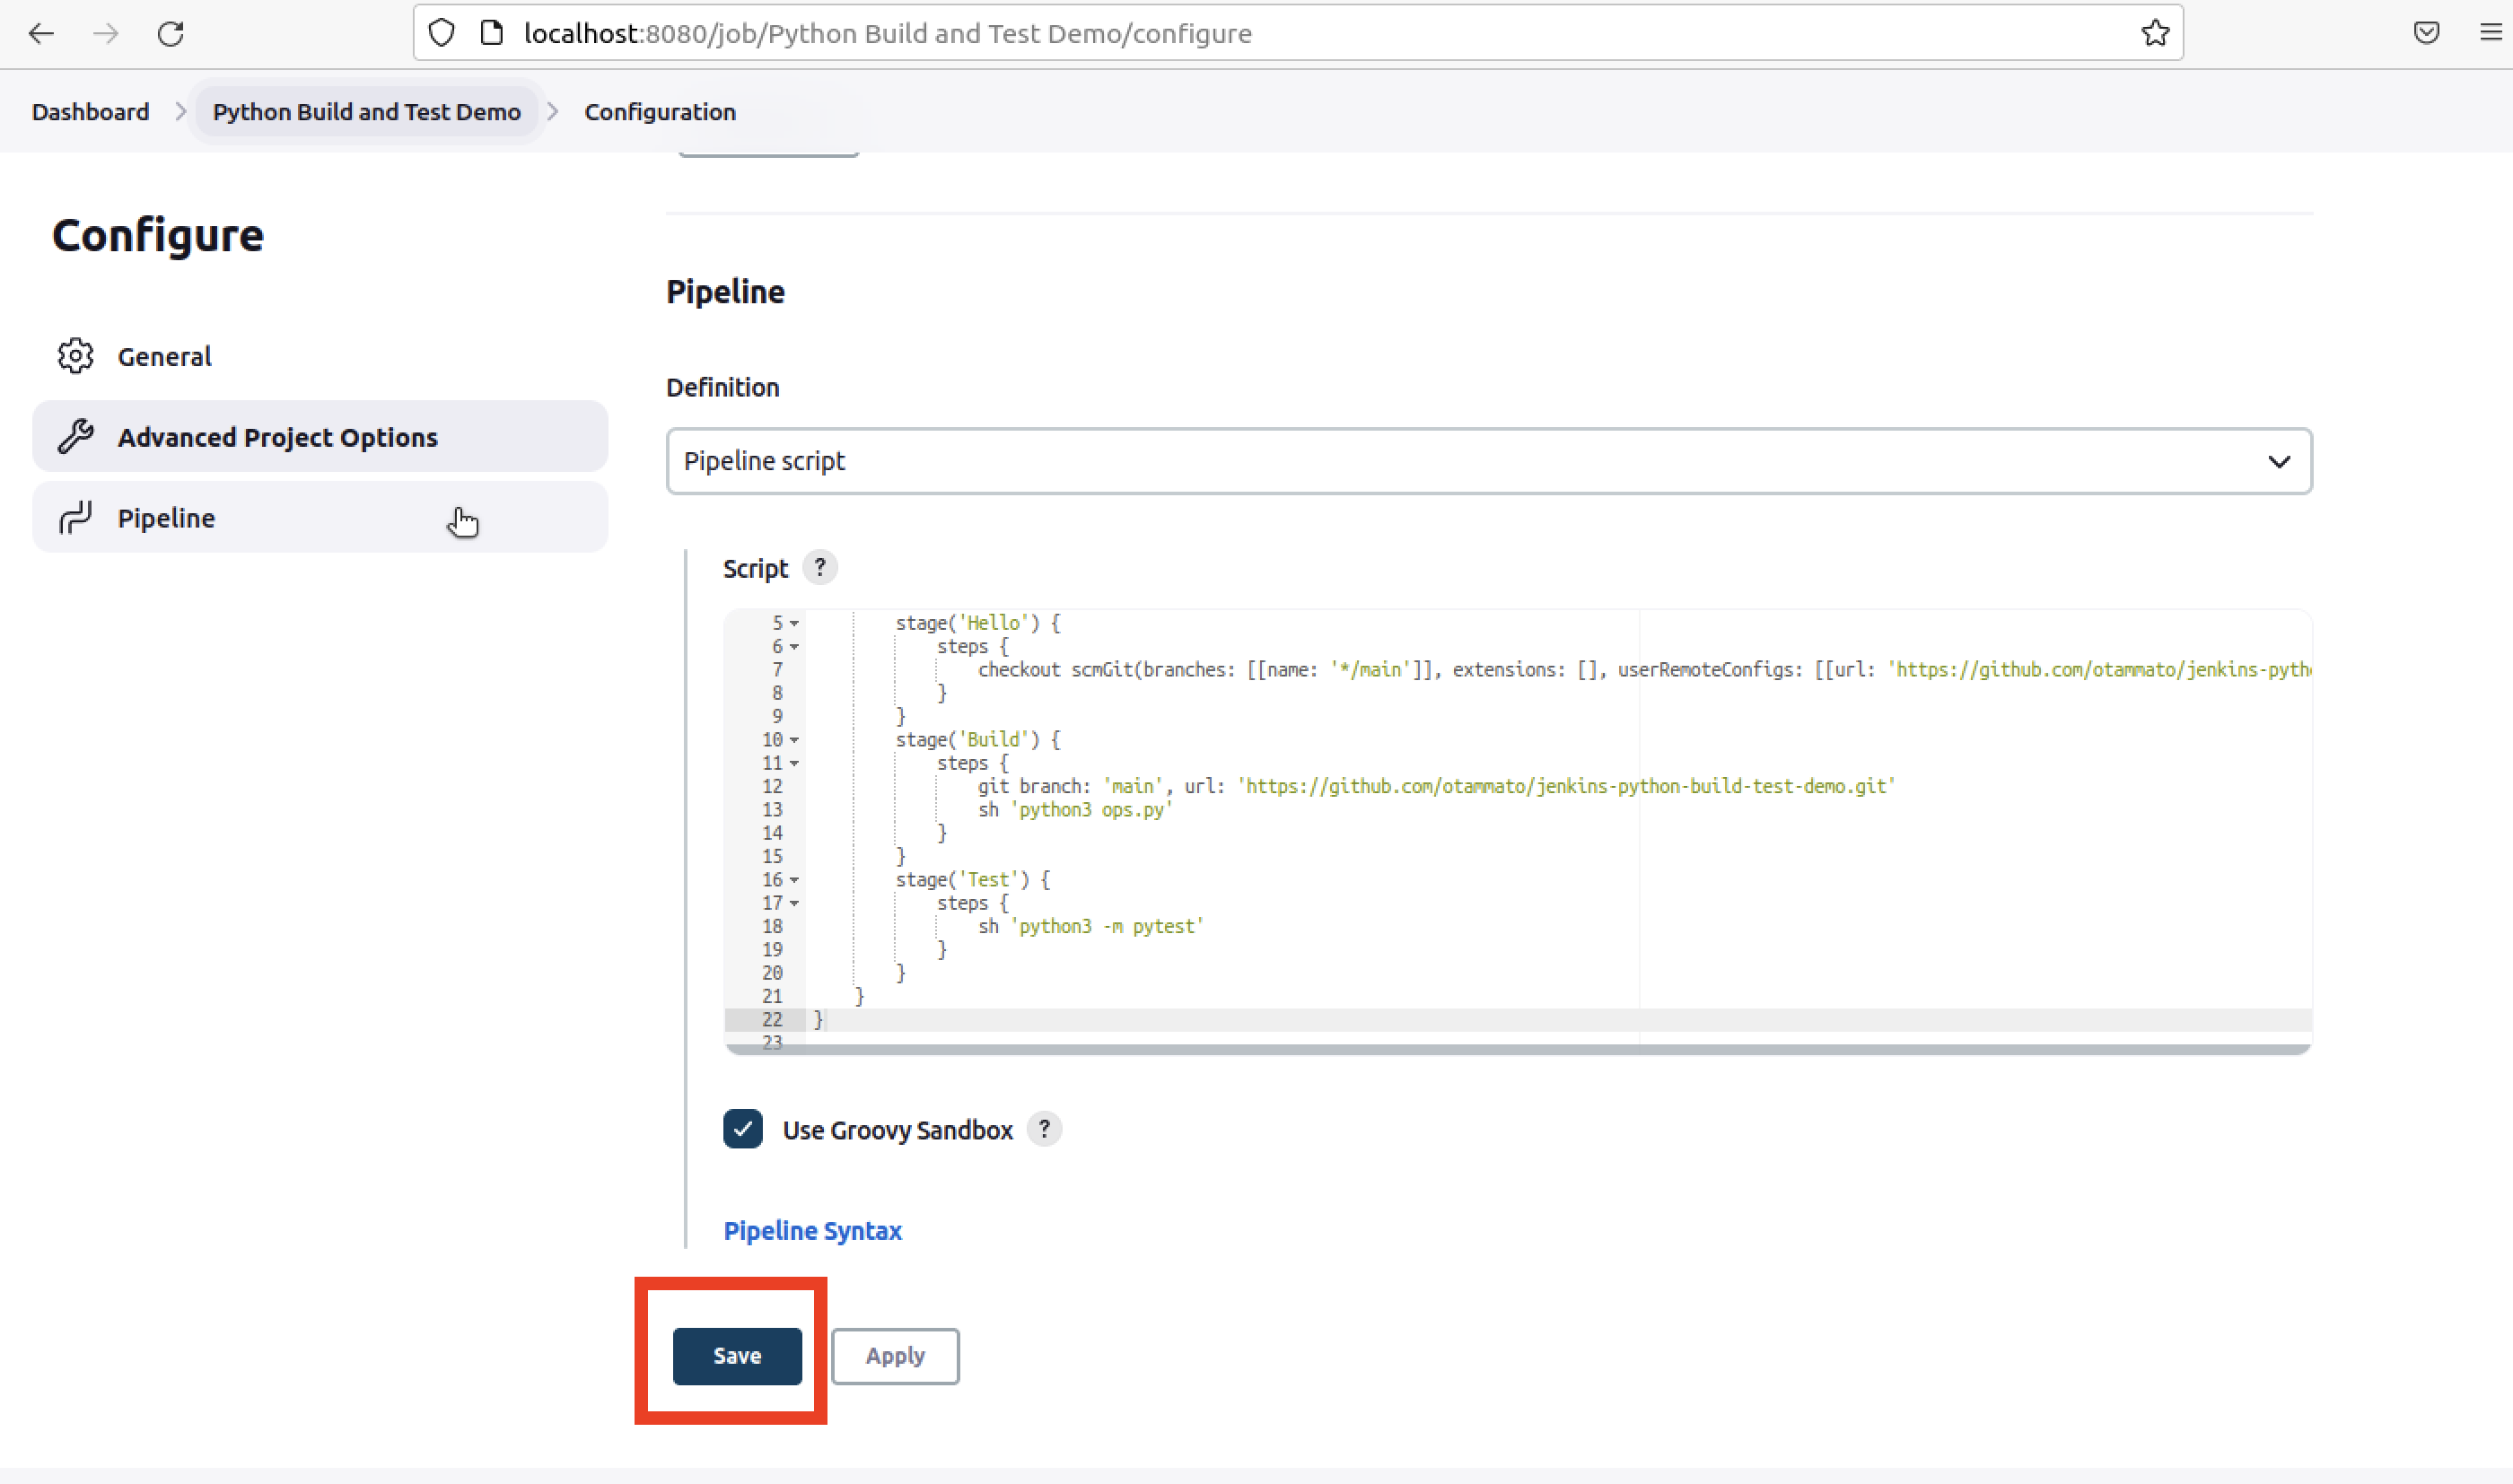 localhost:8080/job/Python Build and Test Demo/configure
Dashboard > Python Build and Test Demo > Configuration
Configure
General
Advanced Project Options
Pipeline
Pipeline
Definition
Pipeline script
Script ?
5 stage('Hello') {
6 steps {
7 checkout scmGit(branches: [[name: '*/main']], extensions: [], userRemoteConfigs: [[url: 'https://github.com/otammato/jenkins-pyth
8 }
9 }
10 stage('Build') {
11 steps {
12 git branch: 'main', url: 'https://github.com/otammato/jenkins-python-build-test-demo.git'
13 sh 'python3 ops.py'
14 }
15 }
16 stage('Test') {
17 steps {
18 sh 'python3 -m pytest'
19 }
20 }
21 }
22 }
23
Use Groovy Sandbox ?
Pipeline Syntax
Save
Apply